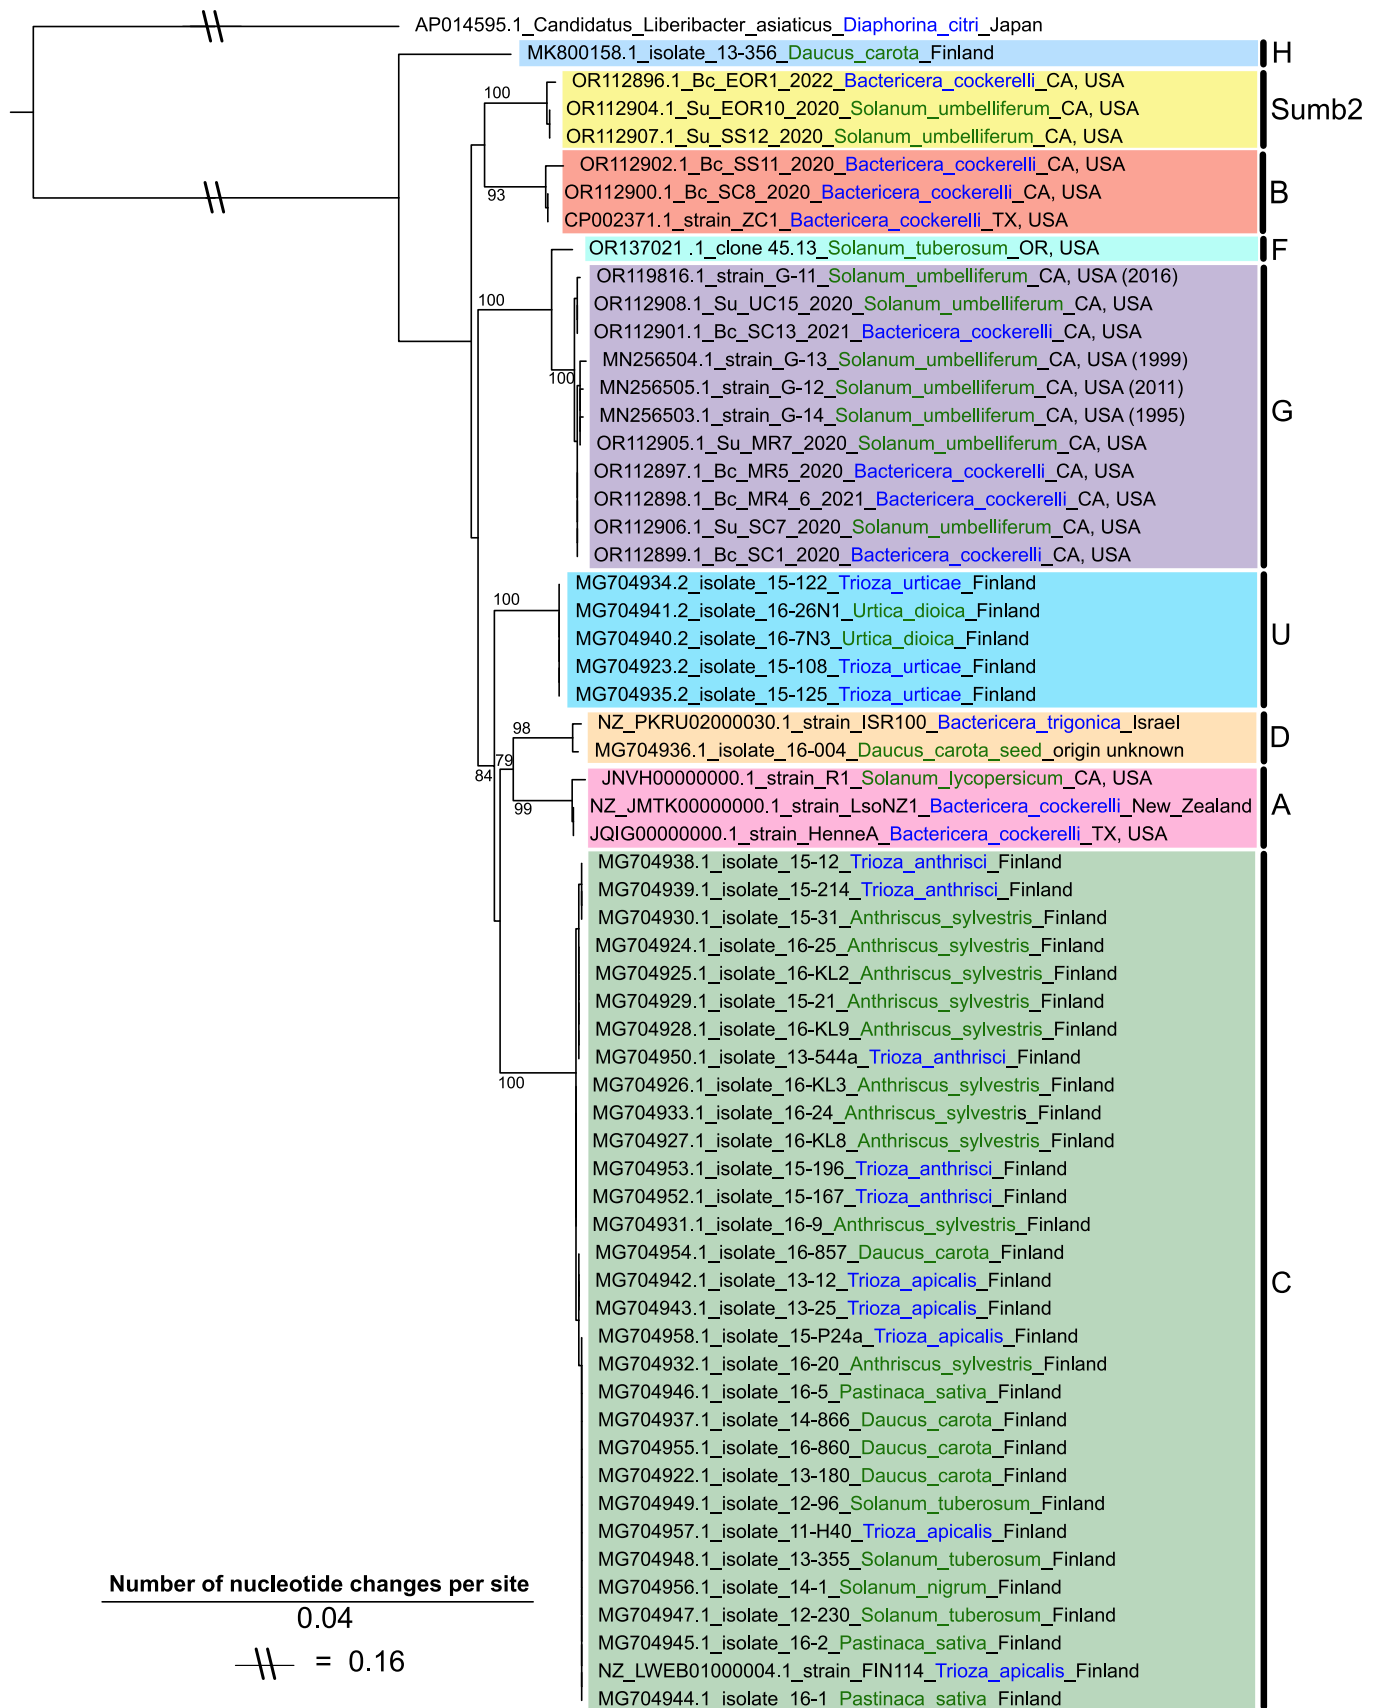 AP014595.1_Candidatus_Liberibacter_asiaticus_Diaphorina_citri_Japan
MK800158.1_isolate_13-356_Daucus_carota_Finland
H
OR112896.1_Bc_EOR1_2022_Bactericera_cockerelli_CA, USA
100
OR112904.1_Su_EOR10_2020_Solanum_umbelliferum_CA, USA
Sumb2
OR112907.1_Su_SS12_2020_Solanum_umbelliferum_CA, USA
OR112902.1_Bc_SS11_2020_Bactericera_cockerelli_CA, USA
93
OR112900.1_Bc_SC8_2020_Bactericera_cockerelli_CA, USA
B
CP002371.1_strain_ZC1_Bactericera_cockerelli_TX, USA
OR137021 .1_clone 45.13_Solanum_tuberosum_OR, USA
F
OR119816.1_strain_G-11_Solanum_umbelliferum_CA, USA (2016)
100
OR112908.1_Su_UC15_2020_Solanum_umbelliferum_CA, USA
OR112901.1_Bc_SC13_2021_Bactericera_cockerelli_CA, USA
MN256504.1_strain_G-13_Solanum_umbelliferum_CA, USA (1999)
100
MN256505.1_strain_G-12_Solanum_umbelliferum_CA, USA (2011)
MN256503.1_strain_G-14_Solanum_umbelliferum_CA, USA (1995)
G
OR112905.1_Su_MR7_2020_Solanum_umbelliferum_CA, USA
OR112897.1_Bc_MR5_2020_Bactericera_cockerelli_CA, USA
OR112898.1_Bc_MR4_6_2021_Bactericera_cockerelli_CA, USA
OR112906.1_Su_SC7_2020_Solanum_umbelliferum_CA, USA
OR112899.1_Bc_SC1_2020_Bactericera_cockerelli_CA, USA
MG704934.2_isolate_15-122_Trioza_urticae_Finland
100
MG704941.2_isolate_16-26N1_Urtica_dioica_Finland
MG704940.2_isolate_16-7N3_Urtica_dioica_Finland
U
MG704923.2_isolate_15-108_Trioza_urticae_Finland
MG704935.2_isolate_15-125_Trioza_urticae_Finland
NZ_PKRU02000030.1_strain_ISR100_Bactericera_trigonica_Israel
98
MG704936.1_isolate_16-004_Daucus_carota_seed_origin unknown
D
79
84
JNVH00000000.1_strain_R1_Solanum_lycopersicum_CA, USA
99
NZ_JMTK00000000.1_strain_LsoNZ1_Bactericera_cockerelli_New_Zealand
A
JQIG00000000.1_strain_HenneA_Bactericera_cockerelli_TX, USA
MG704938.1_isolate_15-12_Trioza_anthrisci_Finland
MG704939.1_isolate_15-214_Trioza_anthrisci_Finland
MG704930.1_isolate_15-31_Anthriscus_sylvestris_Finland
MG704924.1_isolate_16-25_Anthriscus_sylvestris_Finland
MG704925.1_isolate_16-KL2_Anthriscus_sylvestris_Finland
MG704929.1_isolate_15-21_Anthriscus_sylvestris_Finland
MG704928.1_isolate_16-KL9_Anthriscus_sylvestris_Finland
MG704950.1_isolate_13-544a_Trioza_anthrisci_Finland
100
MG704926.1_isolate_16-KL3_Anthriscus_sylvestris_Finland
MG704933.1_isolate_16-24_Anthriscus_sylvestris_Finland
MG704927.1_isolate_16-KL8_Anthriscus_sylvestris_Finland
MG704953.1_isolate_15-196_Trioza_anthrisci_Finland
MG704952.1_isolate_15-167_Trioza_anthrisci_Finland
MG704931.1_isolate_16-9_Anthriscus_sylvestris_Finland
MG704954.1_isolate_16-857_Daucus_carota_Finland
MG704942.1_isolate_13-12_Trioza_apicalis_Finland
C
MG704943.1_isolate_13-25_Trioza_apicalis_Finland
MG704958.1_isolate_15-P24a_Trioza_apicalis_Finland
MG704932.1_isolate_16-20_Anthriscus_sylvestris_Finland
MG704946.1_isolate_16-5_Pastinaca_sativa_Finland
MG704937.1_isolate_14-866_Daucus_carota_Finland
MG704955.1_isolate_16-860_Daucus_carota_Finland
MG704922.1_isolate_13-180_Daucus_carota_Finland
MG704949.1_isolate_12-96_Solanum_tuberosum_Finland
MG704957.1_isolate_11-H40_Trioza_apicalis_Finland
MG704948.1_isolate_13-355_Solanum_tuberosum_Finland
MG704956.1_isolate_14-1_Solanum_nigrum_Finland
MG704947.1_isolate_12-230_Solanum_tuberosum_Finland
MG704945.1_isolate_16-2_Pastinaca_sativa_Finland
NZ_LWEB01000004.1_strain_FIN114_Trioza_apicalis_Finland
MG704944.1_isolate_16-1_Pastinaca_sativa_Finland
Number of nucleotide changes per site
0.04
= 0.16